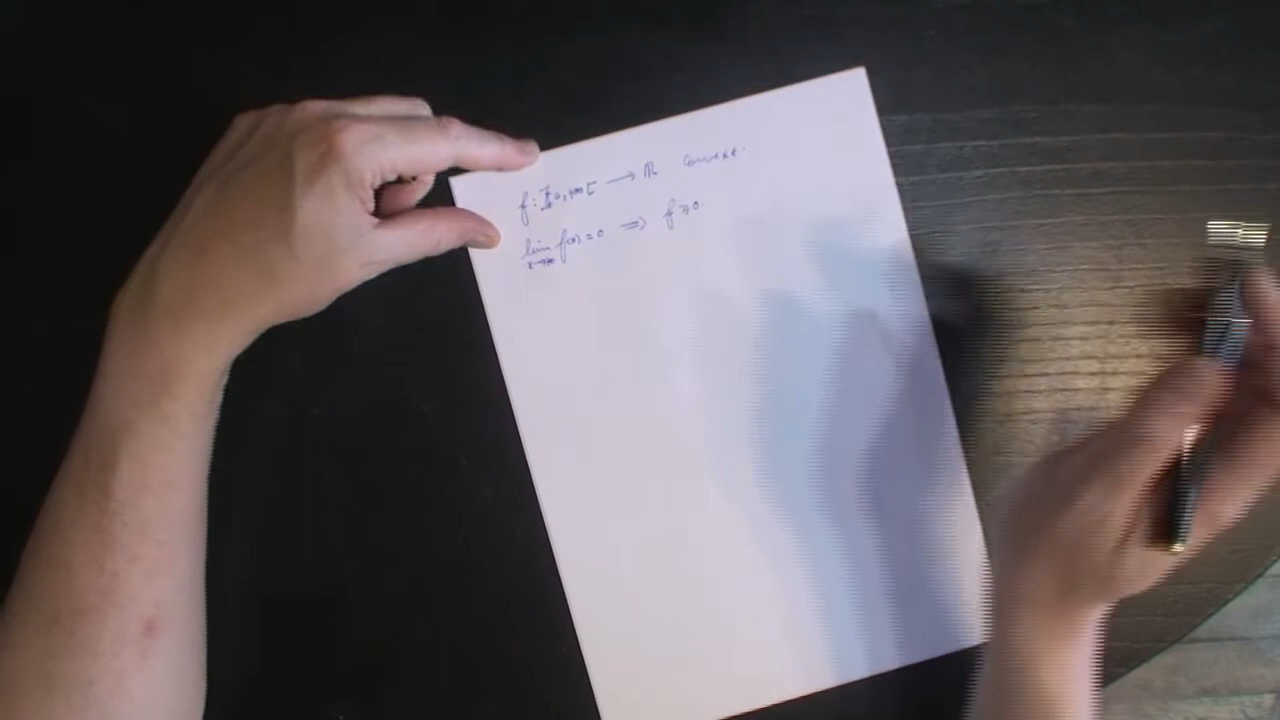 f : ]0, +∞[ ⟶ ℝ convexe.
lim f(x) = 0 ⟹ f ≥ 0.
x→+∞